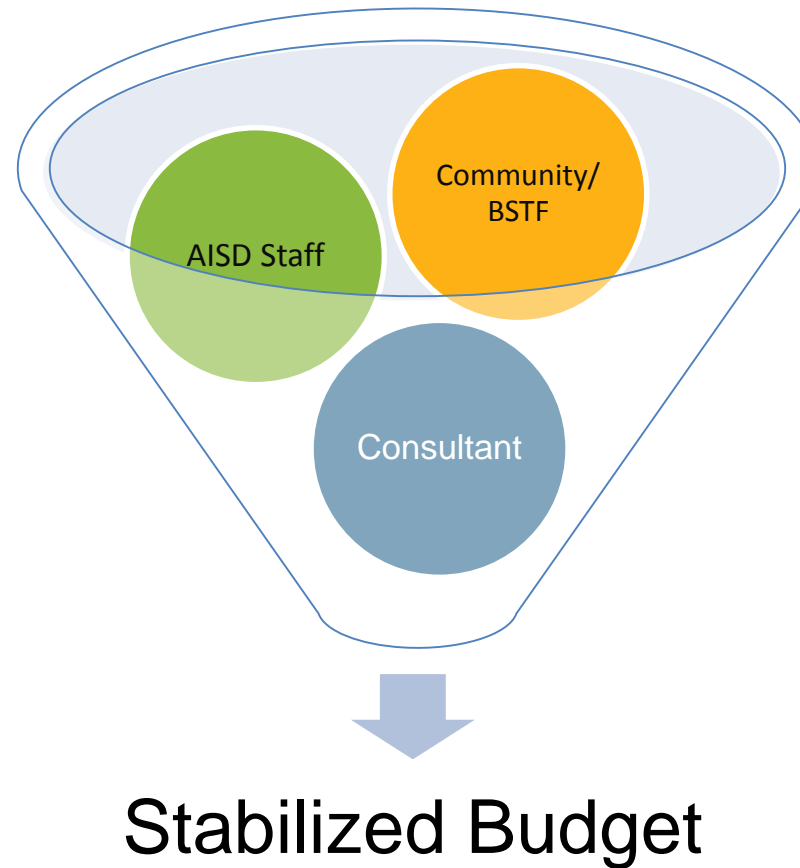 Community/
BSTF
AISD Staff
Consultant
Stabilized Budget